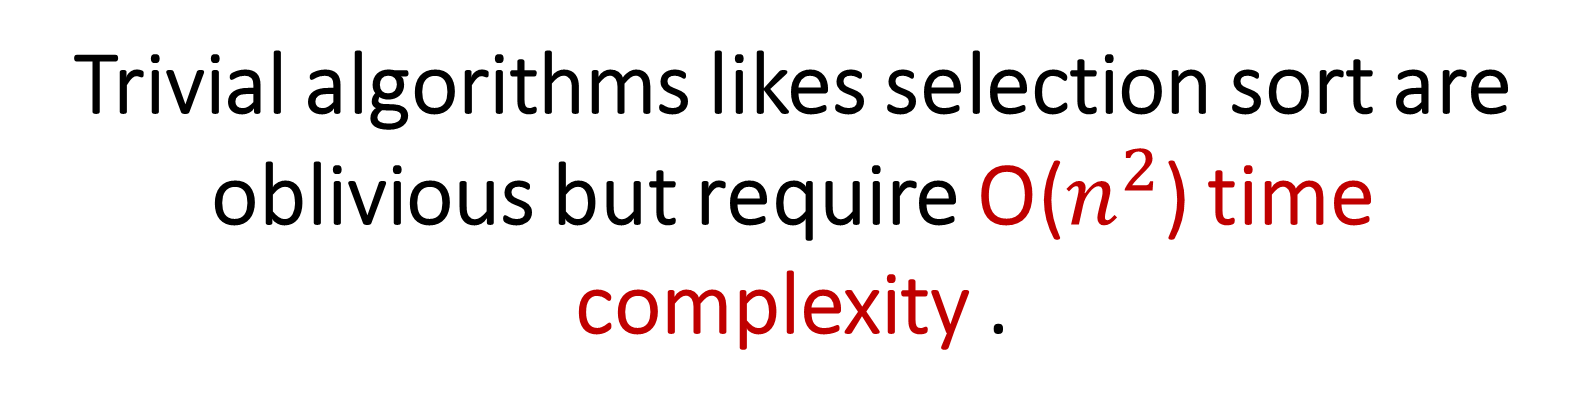 Trivial algorithms likes selection sort are
oblivious but require O(n²) time
complexity .